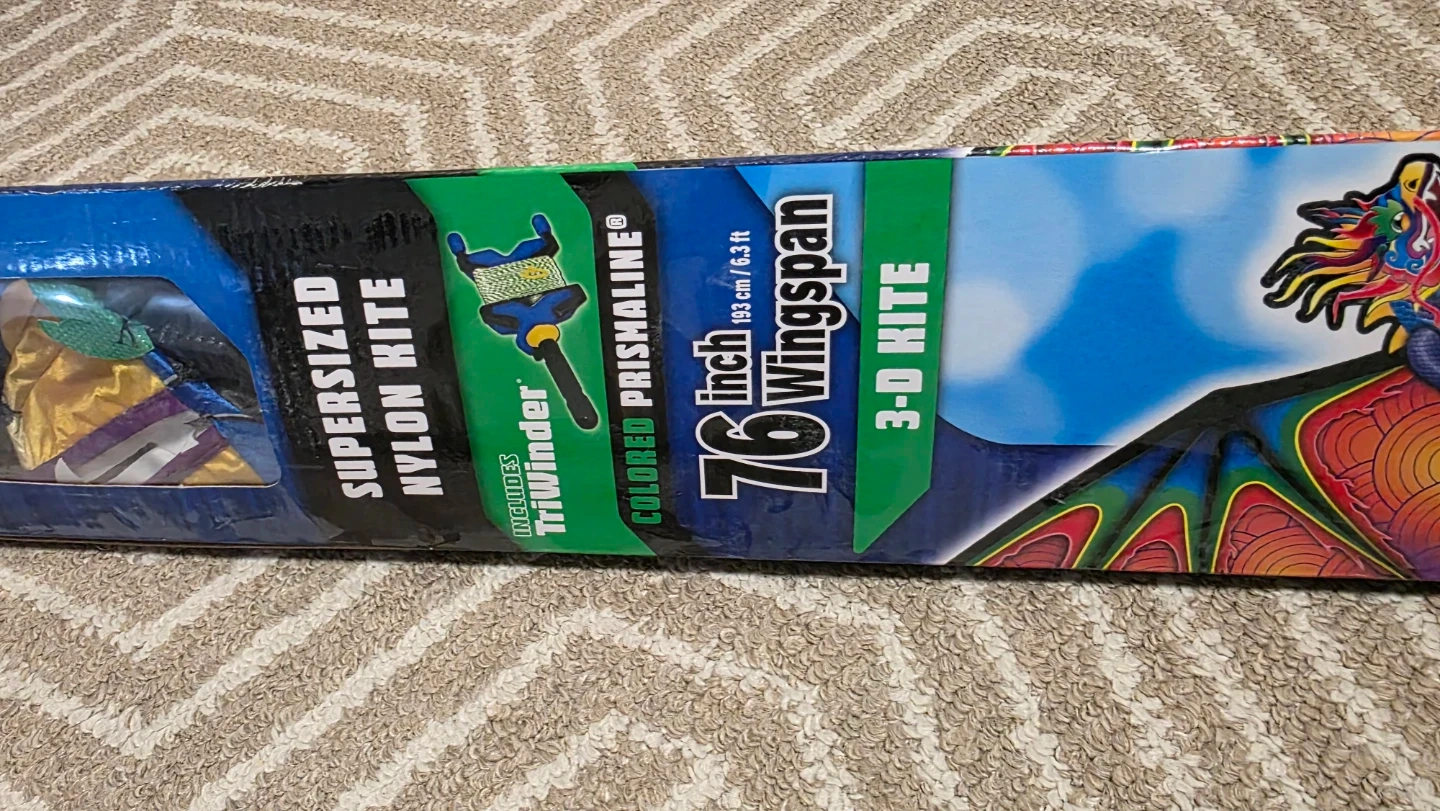 SUPERSIZED
NYLON KITE
INCLUDES
TriWinder
COLORED PRISMALINE®
76 inch 193 cm / 6.3 ft
Wingspan
3-D KITE